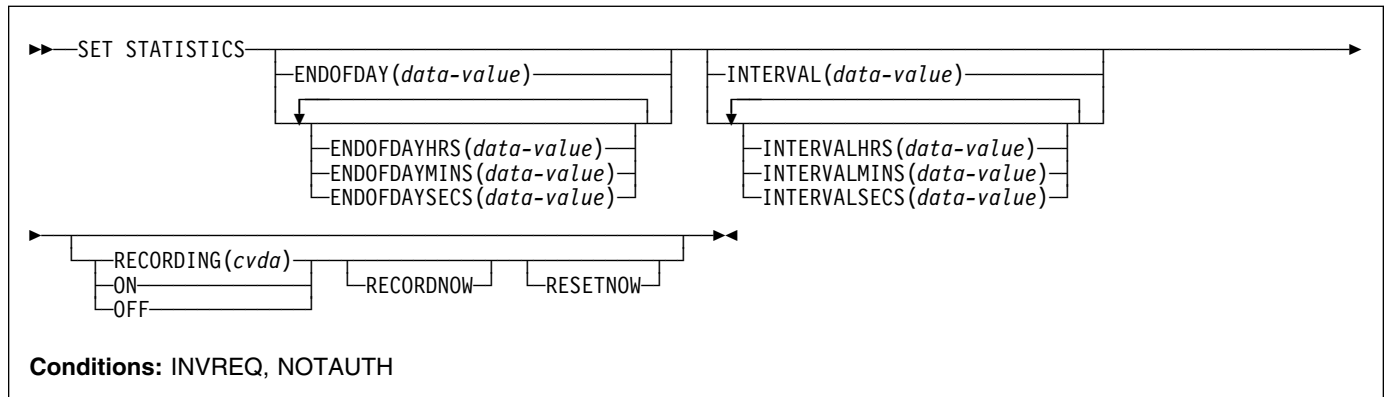 SET STATISTICS
ENDOFDAY(data-value) INTERVAL(data-value)
ENDOFDAYHRS(data-value) INTERVALHRS(data-value)
ENDOFDAYMINS(data-value) INTERVALMINS(data-value)
ENDOFDAYSECS(data-value) INTERVALSECS(data-value)
RECORDING(cvda)
ON RECORDNOW RESETNOW
OFF
Conditions: INVREQ, NOTAUTH